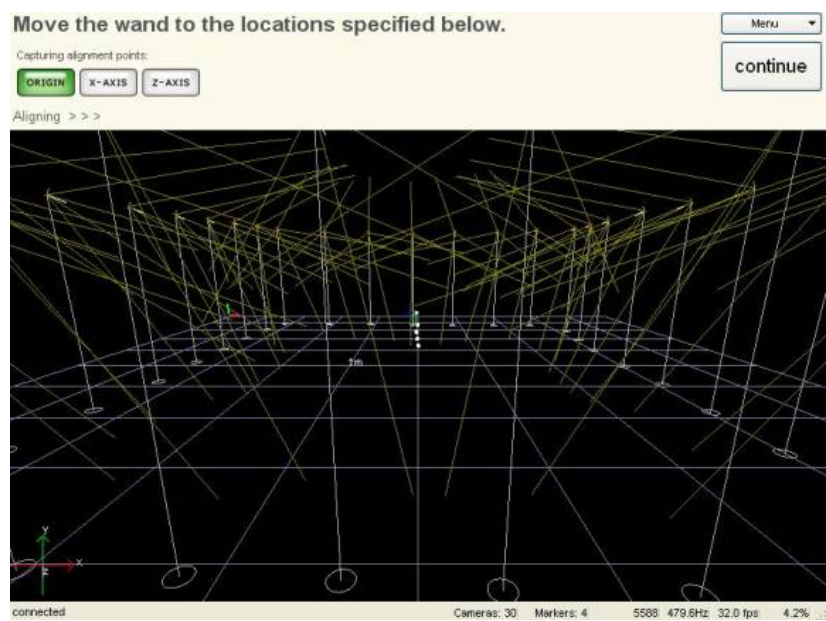 Move the wand to the locations specified below.
Menu
Capturing alignment points:
continue
ORIGIN X-AXIS Z-AXIS
Aligning > > >
1m
Y
X
Z
connected Cameras: 30 Markers: 4 5588 479.6Hz 32.0 fps 4.2%